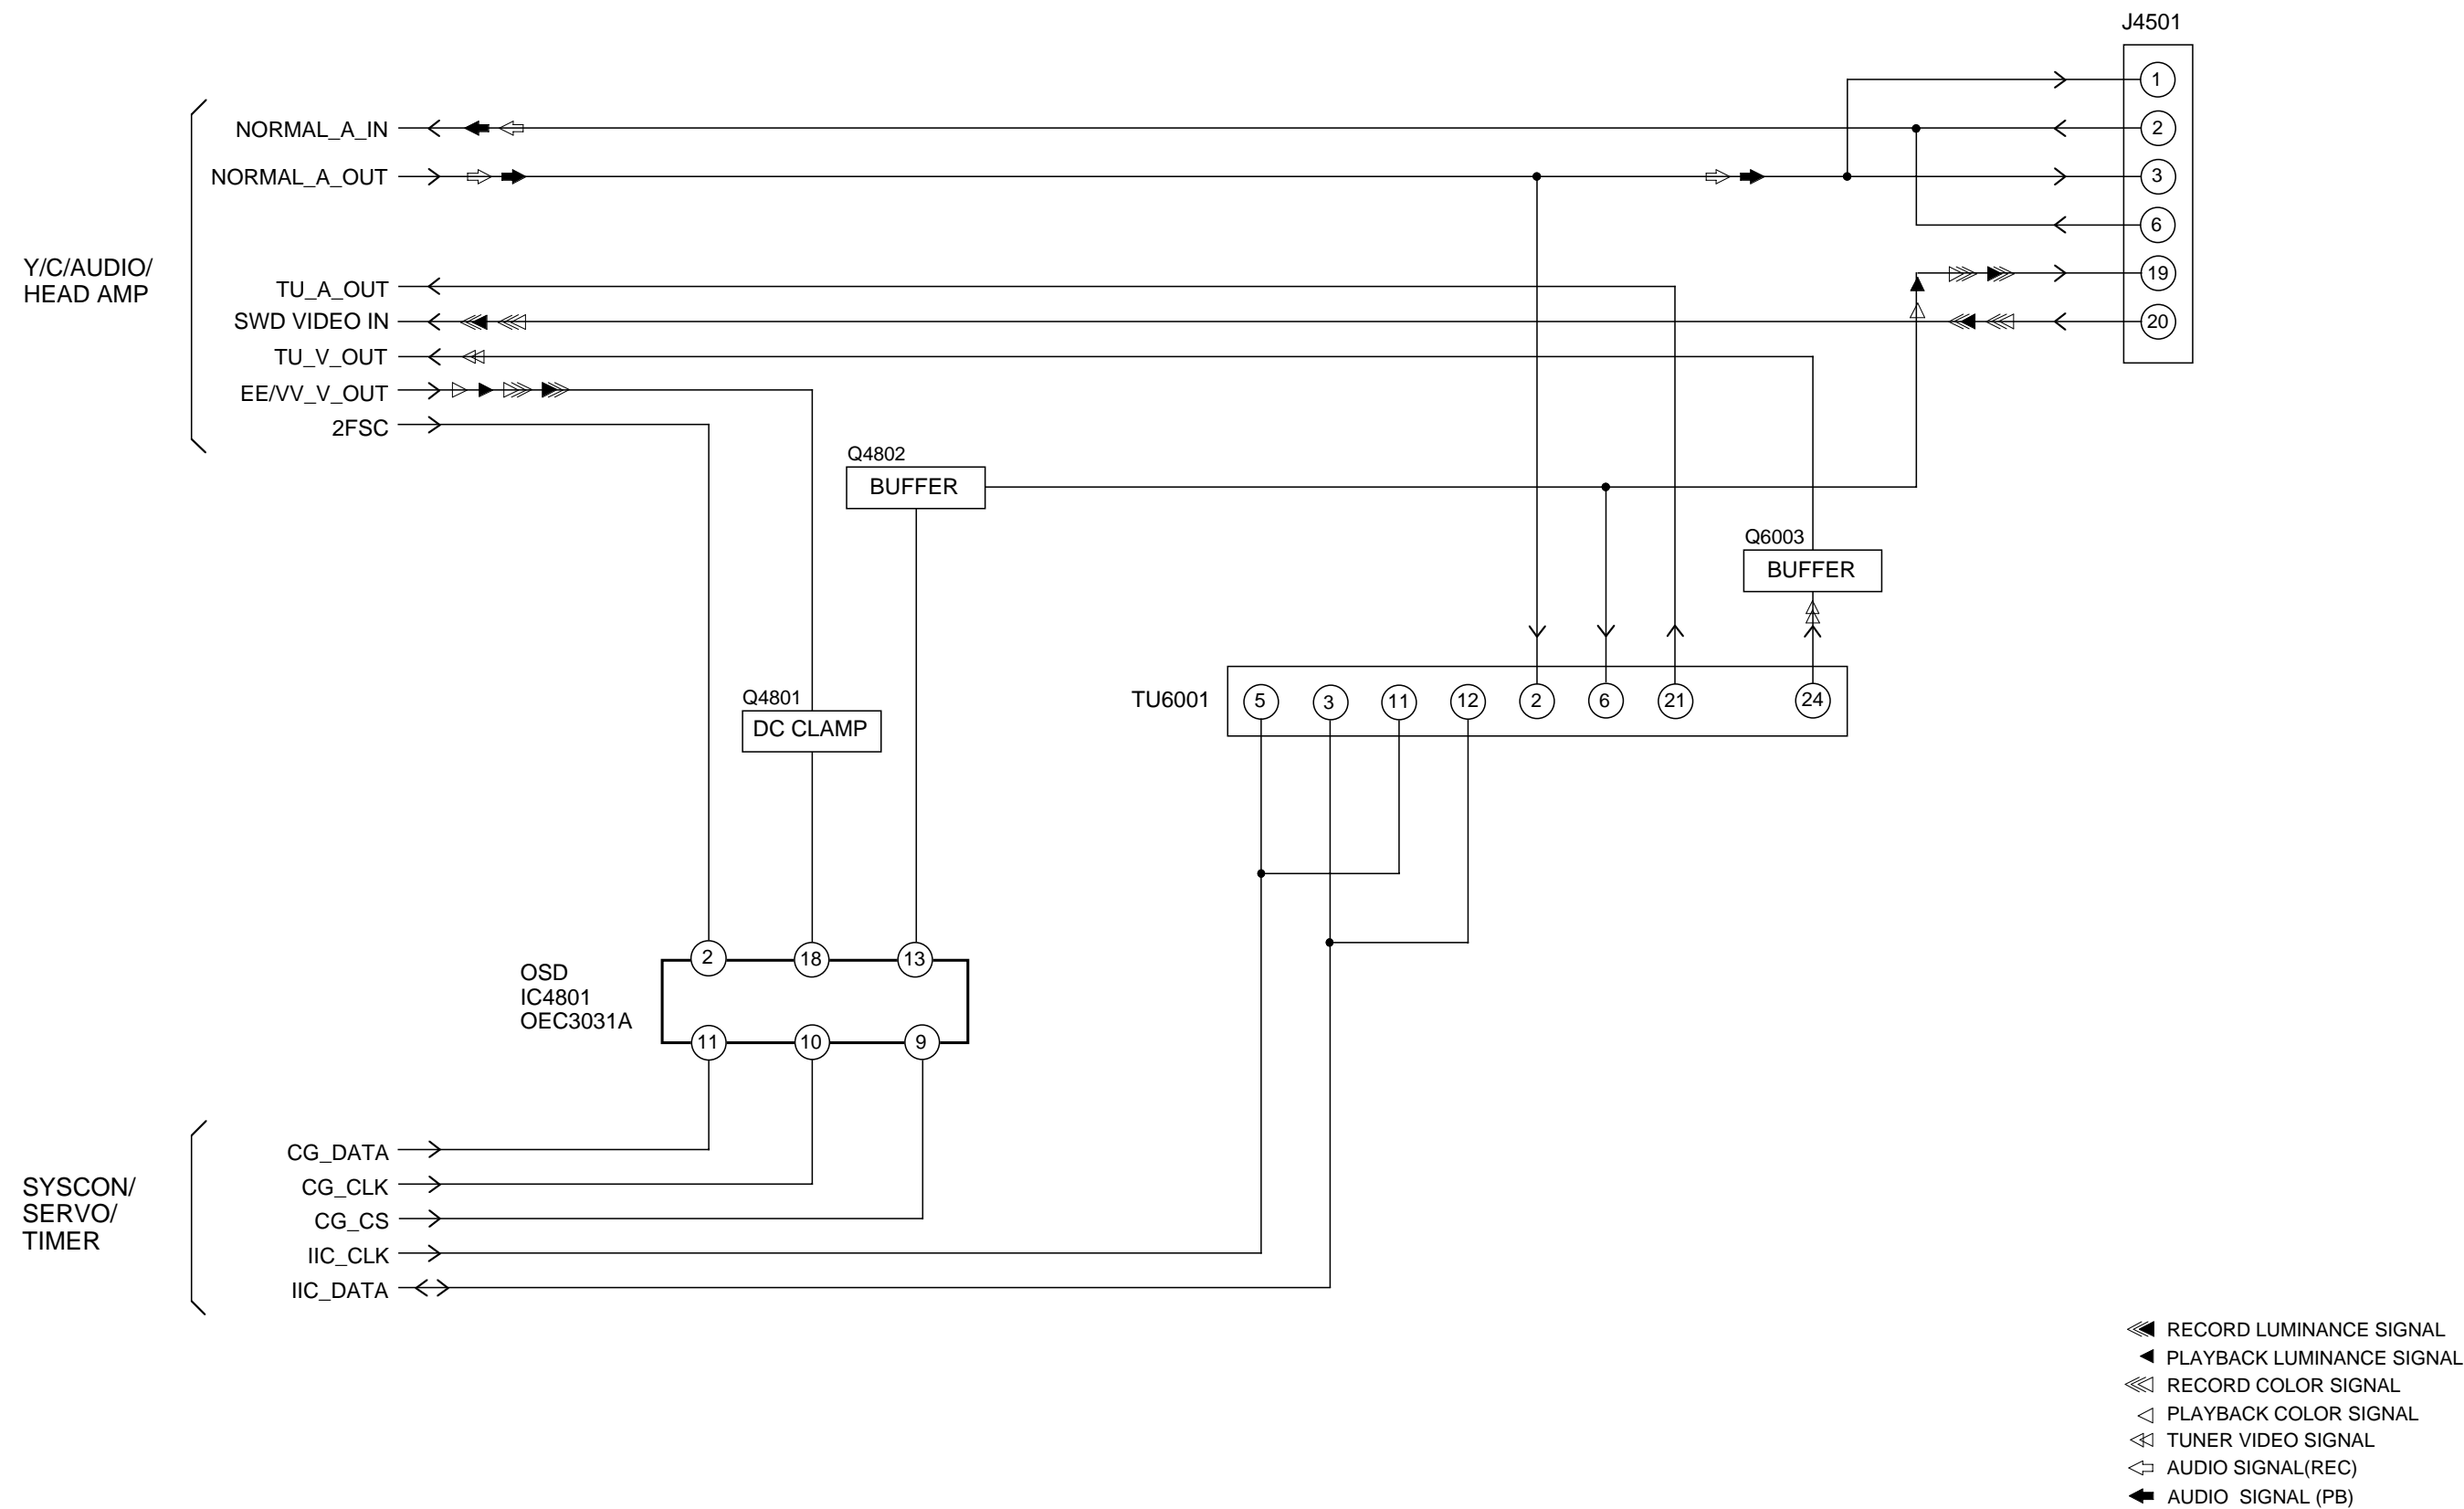 J4501
1
NORMAL_A_IN
2
NORMAL_A_OUT
3
6
Y/C/AUDIO/
HEAD AMP
19
TU_A_OUT
SWD VIDEO IN
20
TU_V_OUT
EE/VV_V_OUT
2FSC
Q4802
BUFFER
Q6003
BUFFER
Q4801
DC CLAMP
TU6001
5 3 11 12 2 6 21 24
2 18 13
OSD
IC4801
OEC3031A
11 10 9
SYSCON/
SERVO/
TIMER
CG_DATA
CG_CLK
CG_CS
IIC_CLK
IIC_DATA
RECORD LUMINANCE SIGNAL
PLAYBACK LUMINANCE SIGNAL
RECORD COLOR SIGNAL
PLAYBACK COLOR SIGNAL
TUNER VIDEO SIGNAL
AUDIO SIGNAL(REC)
AUDIO SIGNAL (PB)